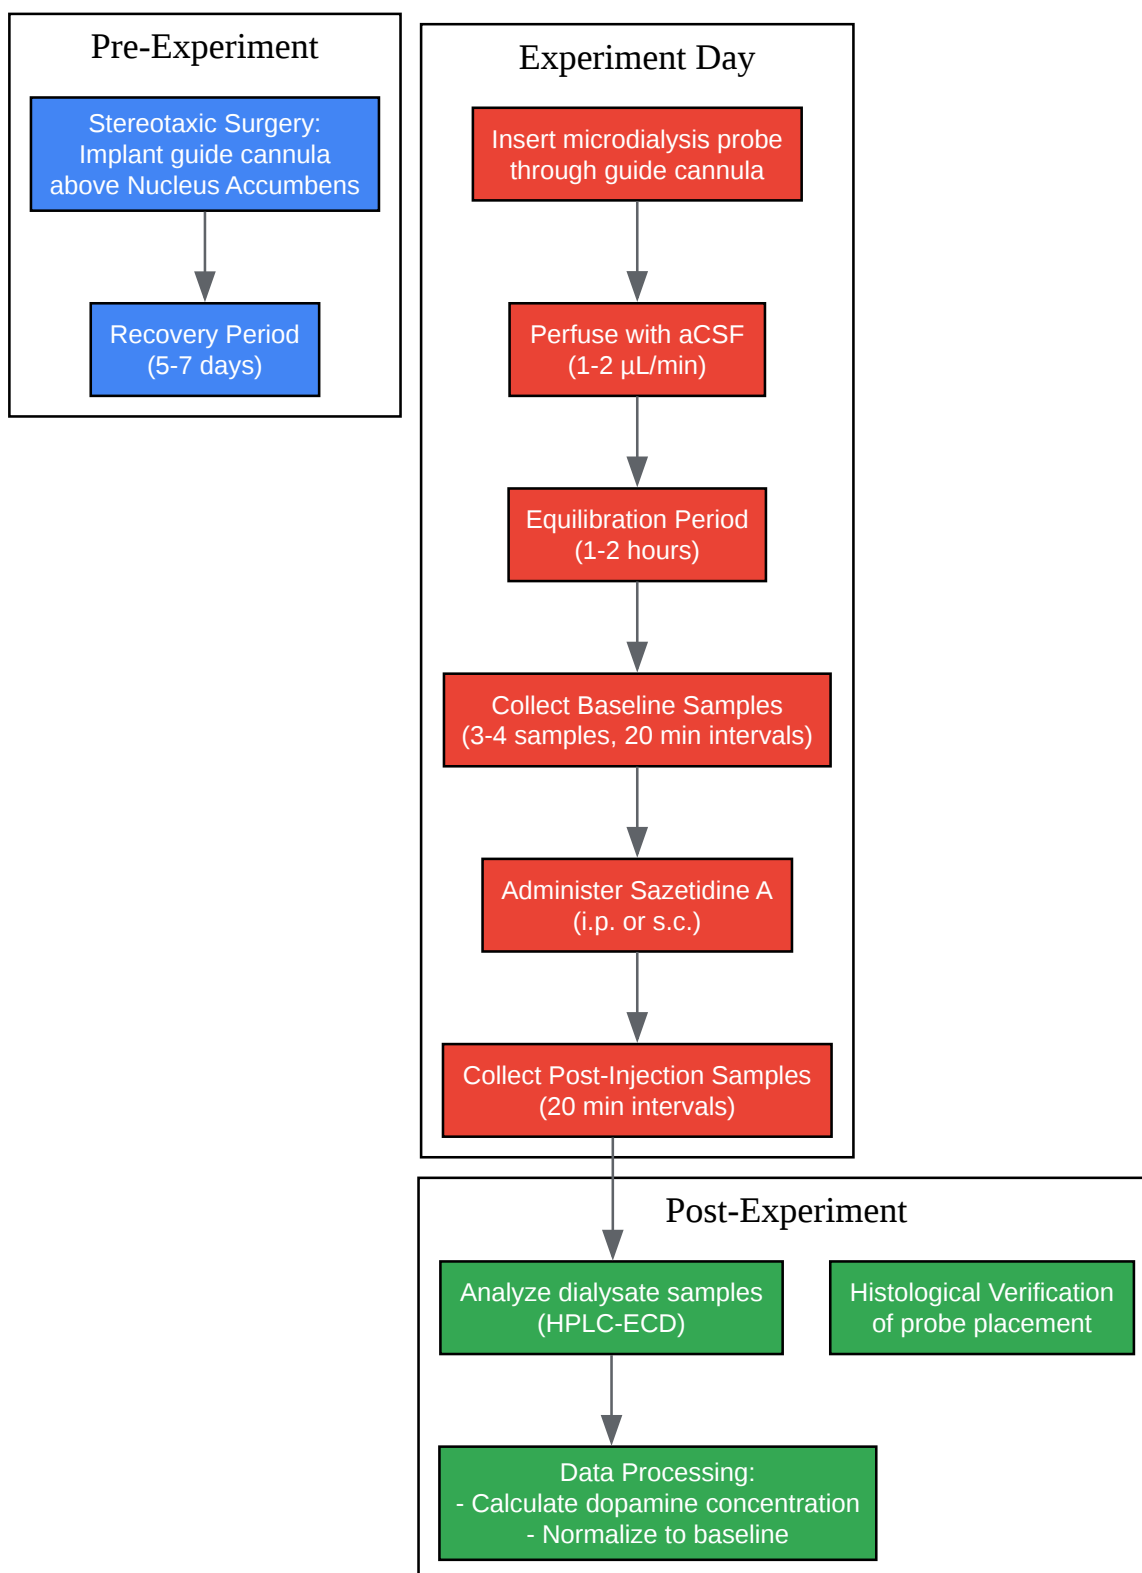 Pre-Experiment
Stereotaxic Surgery:
Implant guide cannula
above Nucleus Accumbens
Recovery Period
(5-7 days)
Experiment Day
Insert microdialysis probe
through guide cannula
Perfuse with aCSF
(1-2 µL/min)
Equilibration Period
(1-2 hours)
Collect Baseline Samples
(3-4 samples, 20 min intervals)
Administer Sazetidine A
(i.p. or s.c.)
Collect Post-Injection Samples
(20 min intervals)
Post-Experiment
Analyze dialysate samples
(HPLC-ECD)
Histological Verification
of probe placement
Data Processing:
- Calculate dopamine concentration
- Normalize to baseline